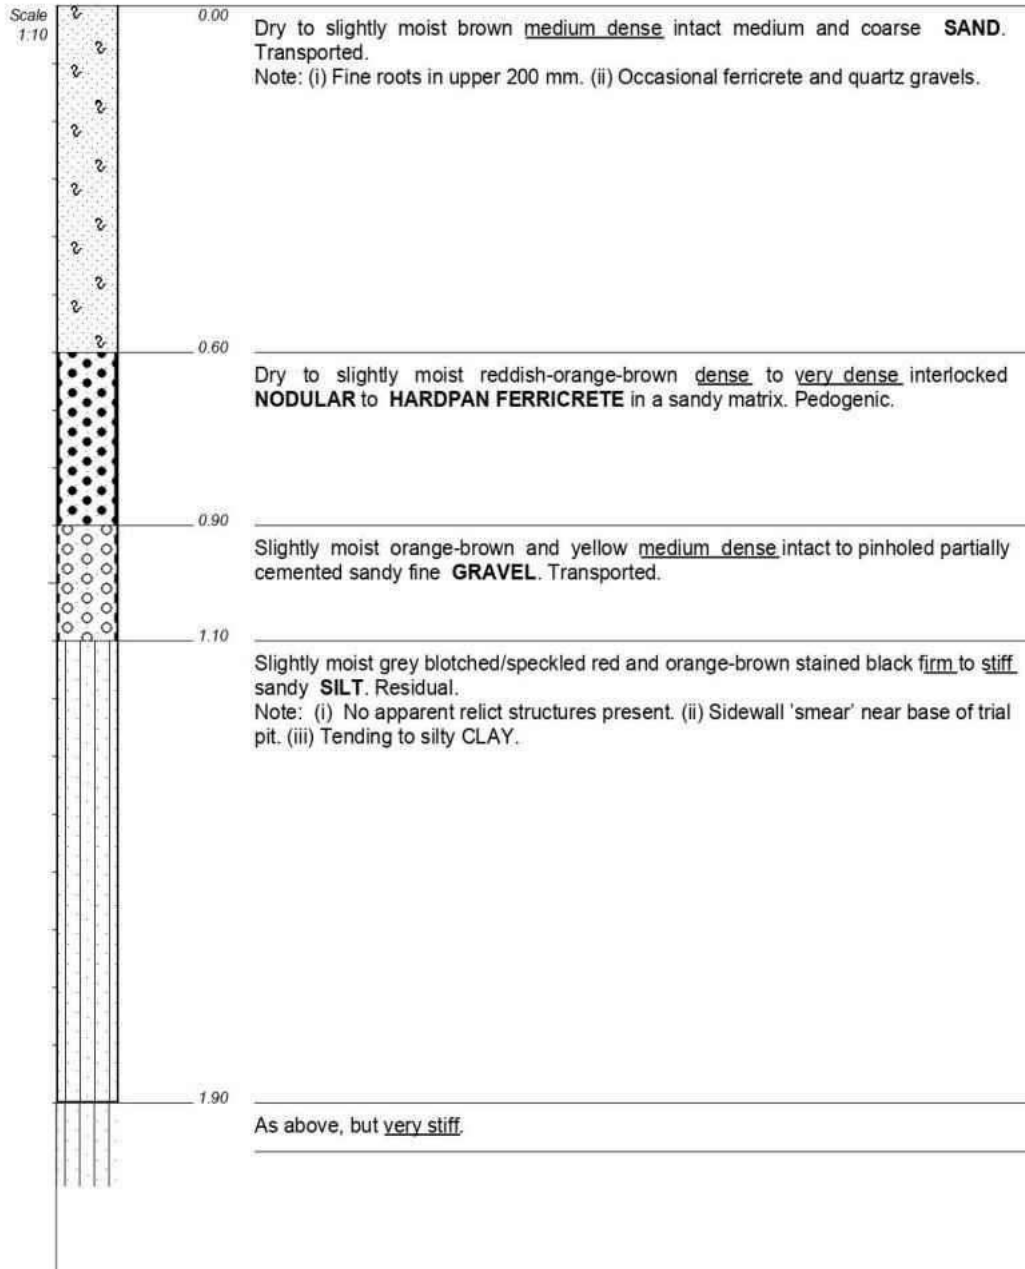 Scale
1:10
0.00
Dry to slightly moist brown medium dense intact medium and coarse SAND.
Transported.
Note: (i) Fine roots in upper 200 mm. (ii) Occasional ferricrete and quartz gravels.
0.60
Dry to slightly moist reddish-orange-brown dense to very dense interlocked
NODULAR to HARDPAN FERRICRETE in a sandy matrix. Pedogenic.
0.90
Slightly moist orange-brown and yellow medium dense intact to pinholed partially
cemented sandy fine GRAVEL. Transported.
1.10
Slightly moist grey blotched/speckled red and orange-brown stained black firm to stiff
sandy SILT. Residual.
Note: (i) No apparent relict structures present. (ii) Sidewall 'smear' near base of trial
pit. (iii) Tending to silty CLAY.
1.90
As above, but very stiff.